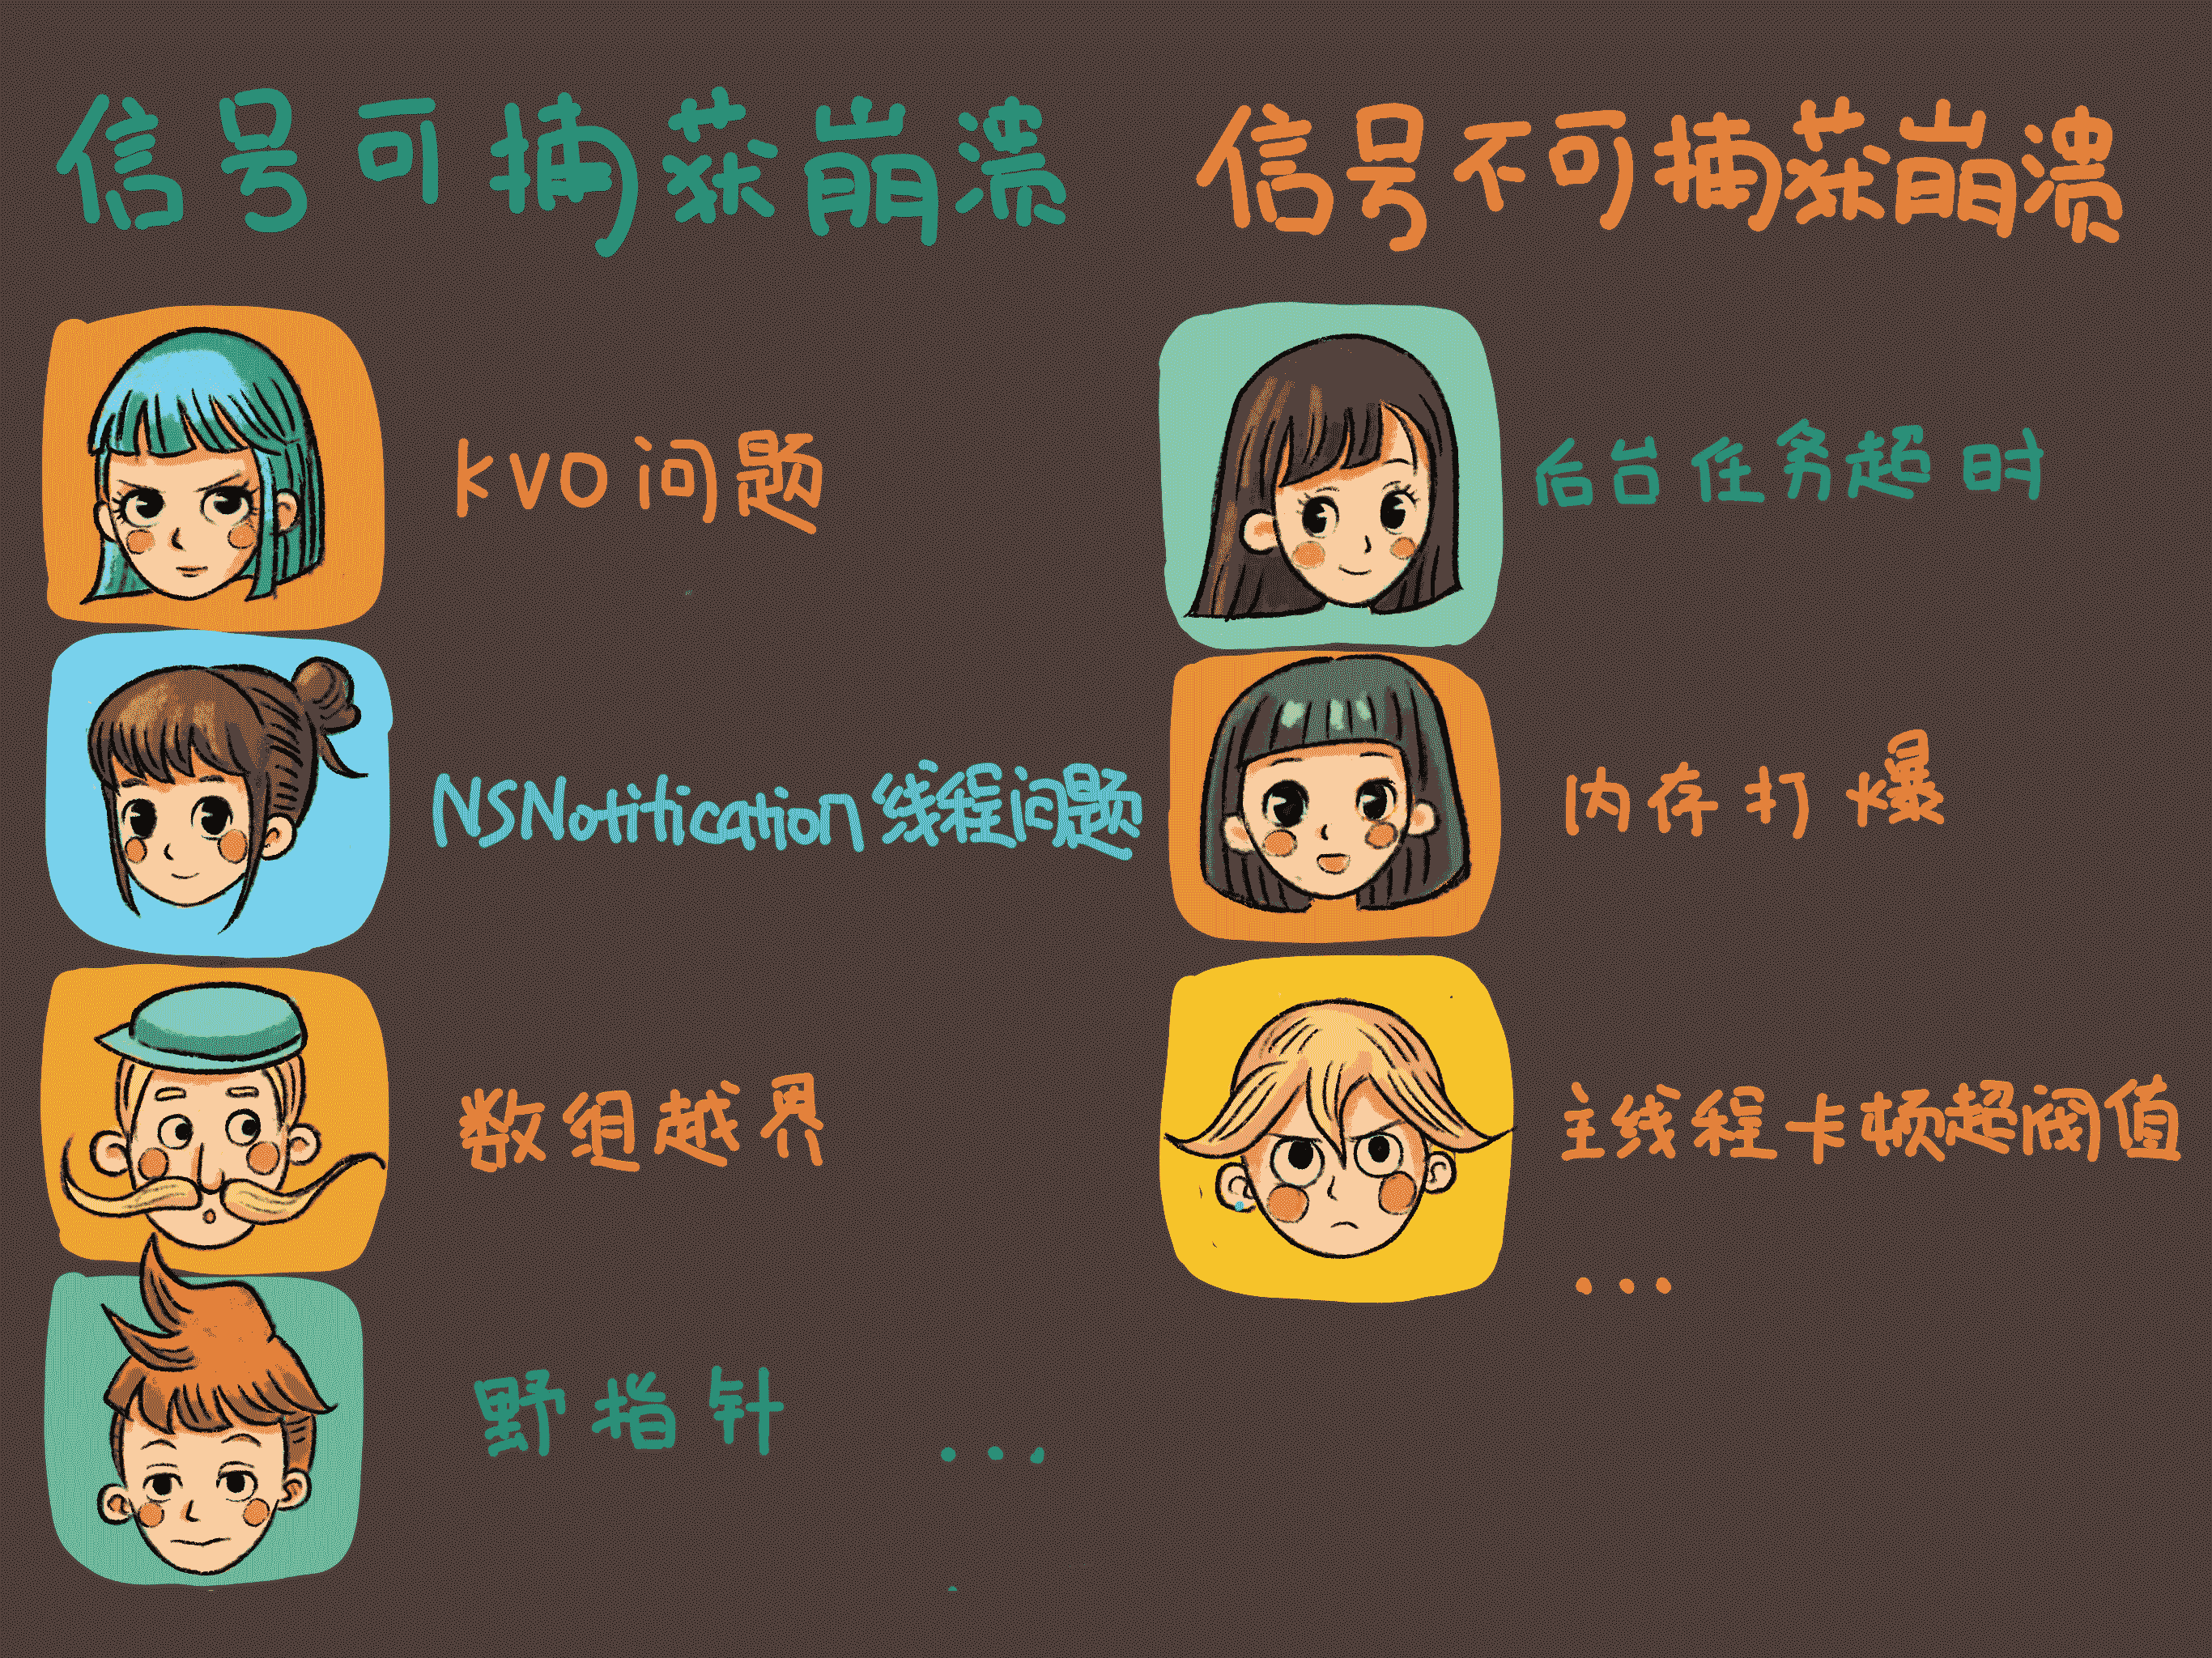 信号可捕获崩溃
KVO问题
NSNotification线程问题
数组越界
野指针 ...
信号不可捕获崩溃
后台任务超时
内存打爆
主线程卡顿超阀值
...